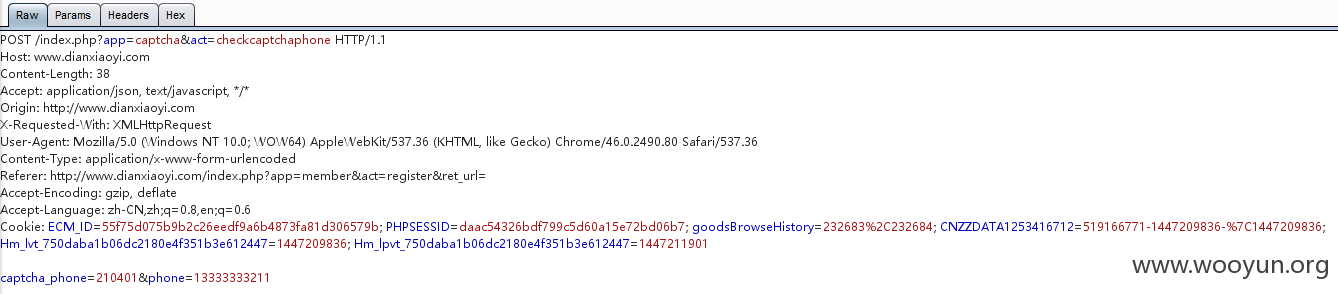 Raw Params Headers Hex
POST /index.php?app=captcha&act=checkcaptchaphone HTTP/1.1
Host: www.dianxiaoyi.com
Content-Length: 38
Accept: application/json, text/javascript, */*
Origin: http://www.dianxiaoyi.com
X-Requested-With: XMLHttpRequest
User-Agent: Mozilla/5.0 (Windows NT 10.0; WOW64) AppleWebKit/537.36 (KHTML, like Gecko) Chrome/46.0.2490.80 Safari/537.36
Content-Type: application/x-www-form-urlencoded
Referer: http://www.dianxiaoyi.com/index.php?app=member&act=register&ret_url=
Accept-Encoding: gzip, deflate
Accept-Language: zh-CN,zh;q=0.8,en;q=0.6
Cookie: ECM_ID=55f75d075b9b2c26eedf9a6b4873fa81d306579b; PHPSESSID=daac54326bdf799c5d60a15e72bd06b7; goodsBrowseHistory=232683%2C232684; CNZZDATA1253416712=519166771-1447209836-%7C1447209836;
Hm_lvt_750daba1b06dc2180e4f351b3e612447=1447209836; Hm_lpvt_750daba1b06dc2180e4f351b3e612447=1447211901
captcha_phone=210401&phone=13333333211
www.wooyun.org